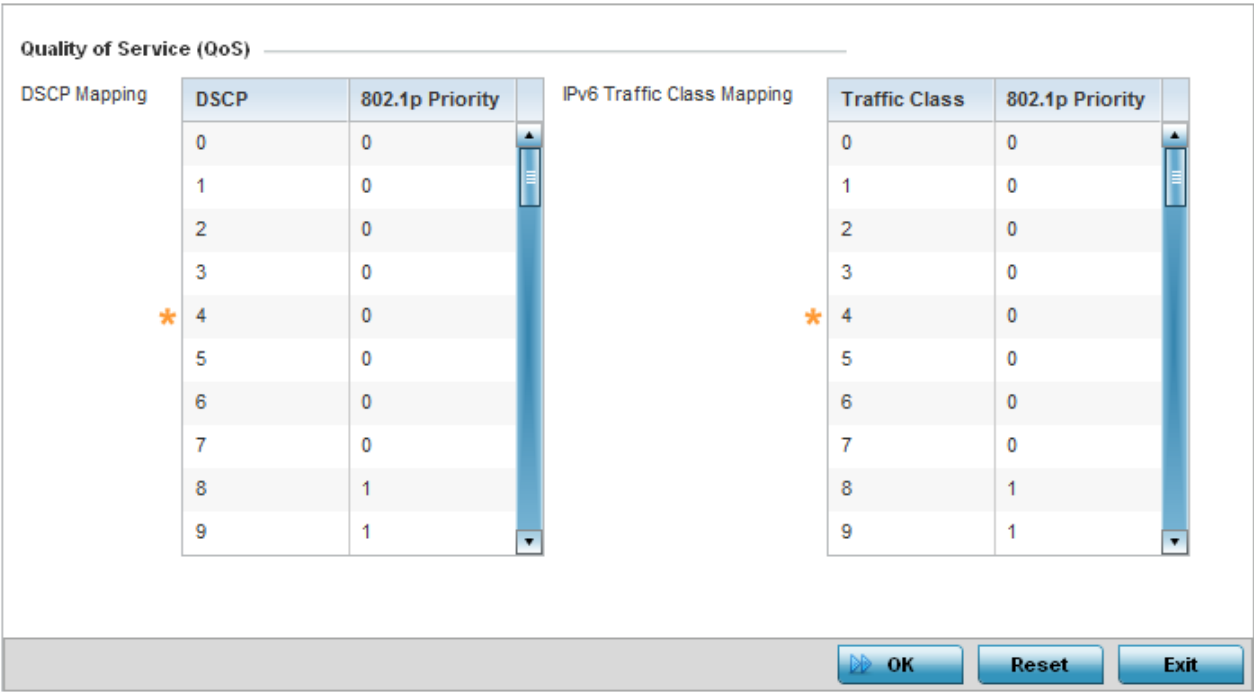 Quality of Service (QoS)
DSCP Mapping
DSCP 802.1p Priority
0 0
1 0
2 0
3 0
* 4 0
5 0
6 0
7 0
8 1
9 1
IPv6 Traffic Class Mapping
Traffic Class 802.1p Priority
0 0
1 0
2 0
3 0
* 4 0
5 0
6 0
7 0
8 1
9 1
OK Reset Exit